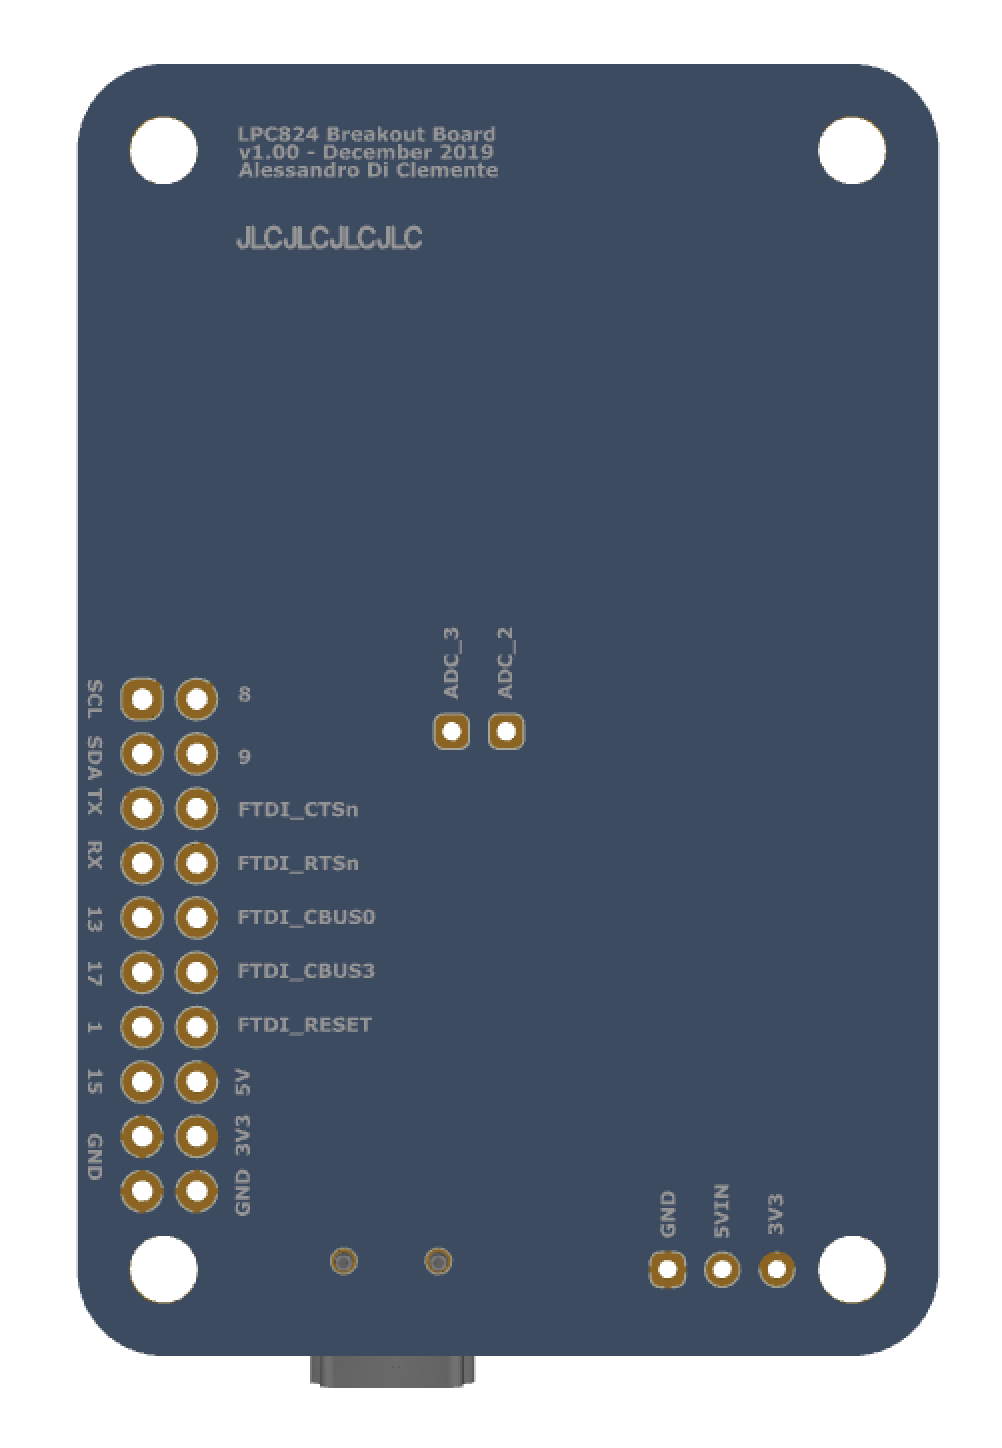 LPC824 Breakout Board
v1.00 - December 2019
Alessandro Di Clemente
JLCJLCJLCJLC
ADC_3
ADC_2
SCL
8
SDA
9
TX
FTDI_CTSn
RX
FTDI_RTSn
13
FTDI_CBUS0
17
FTDI_CBUS3
1
FTDI_RESET
15
5V
GND
3V3
GND
GND
5VIN
3V3